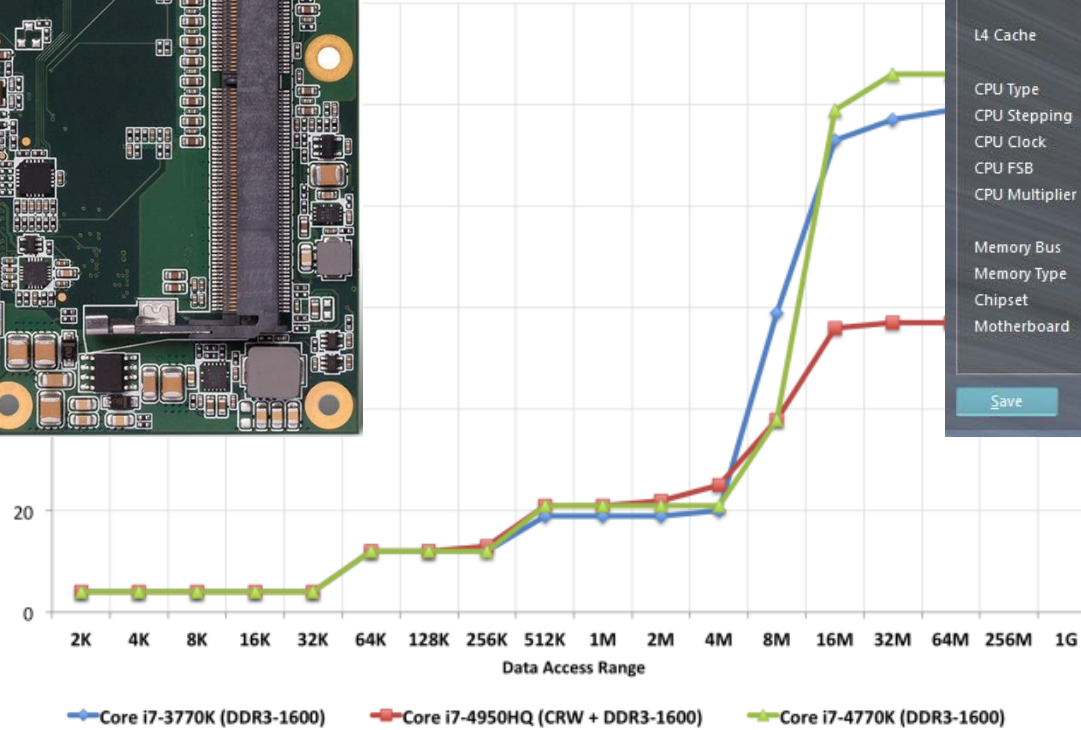 L4 Cache
CPU Type
CPU Stepping
CPU Clock
CPU FSB
CPU Multiplier
Memory Bus
Memory Type
Chipset
Motherboard
Save
20
0
2K 4K 8K 16K 32K 64K 128K 256K 512K 1M 2M 4M 8M 16M 32M 64M 256M 1G
Data Access Range
Core i7-3770K (DDR3-1600) Core i7-4950HQ (CRW + DDR3-1600) Core i7-4770K (DDR3-1600)